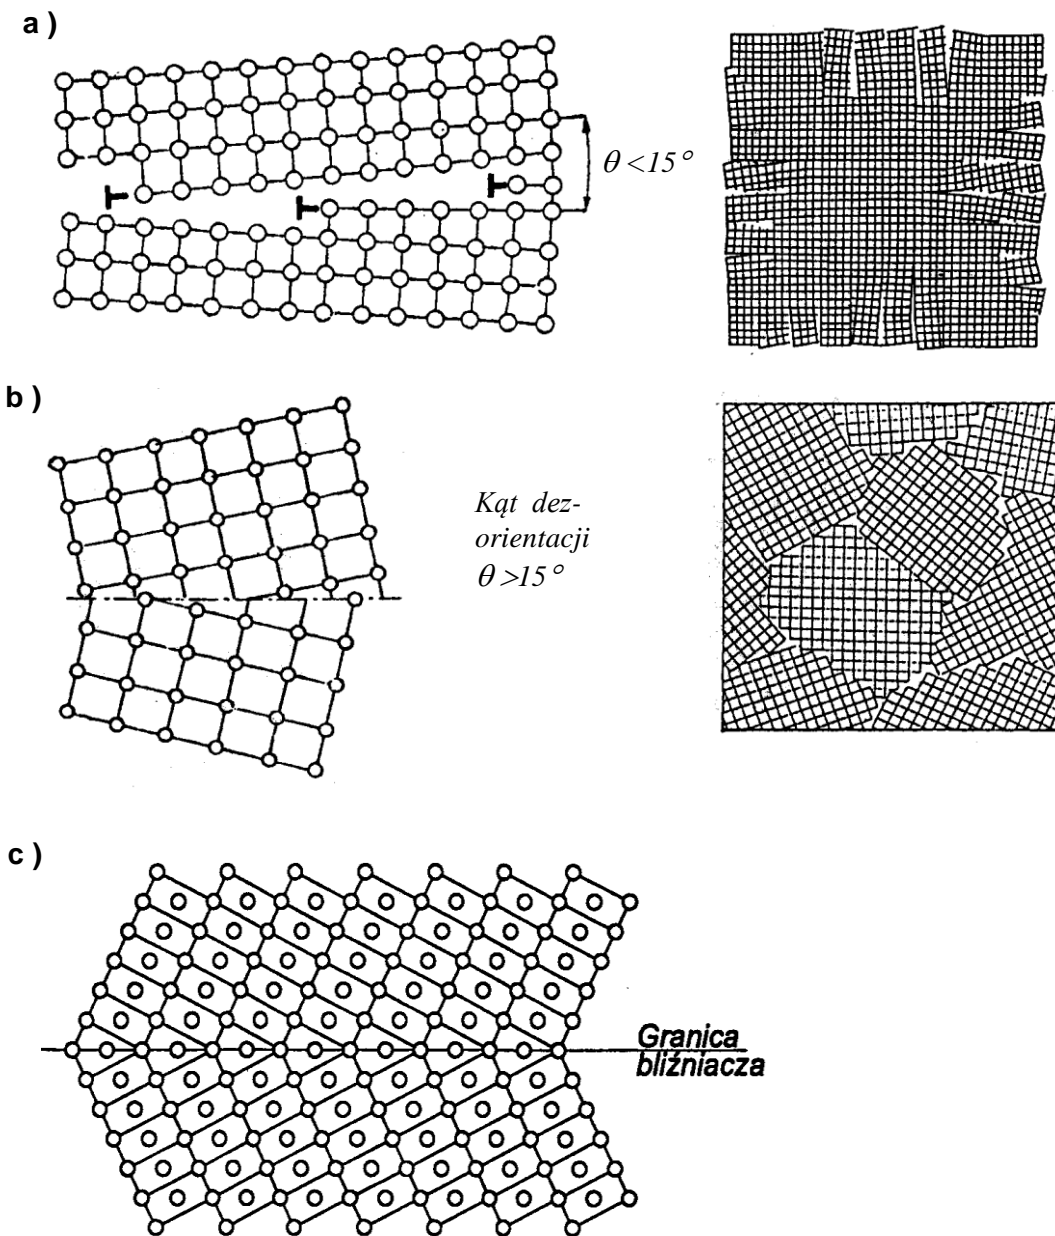 a )
θ <15°
b )
Kąt dez-
orientacji
θ >15°
c )
Granica
bliźniacza